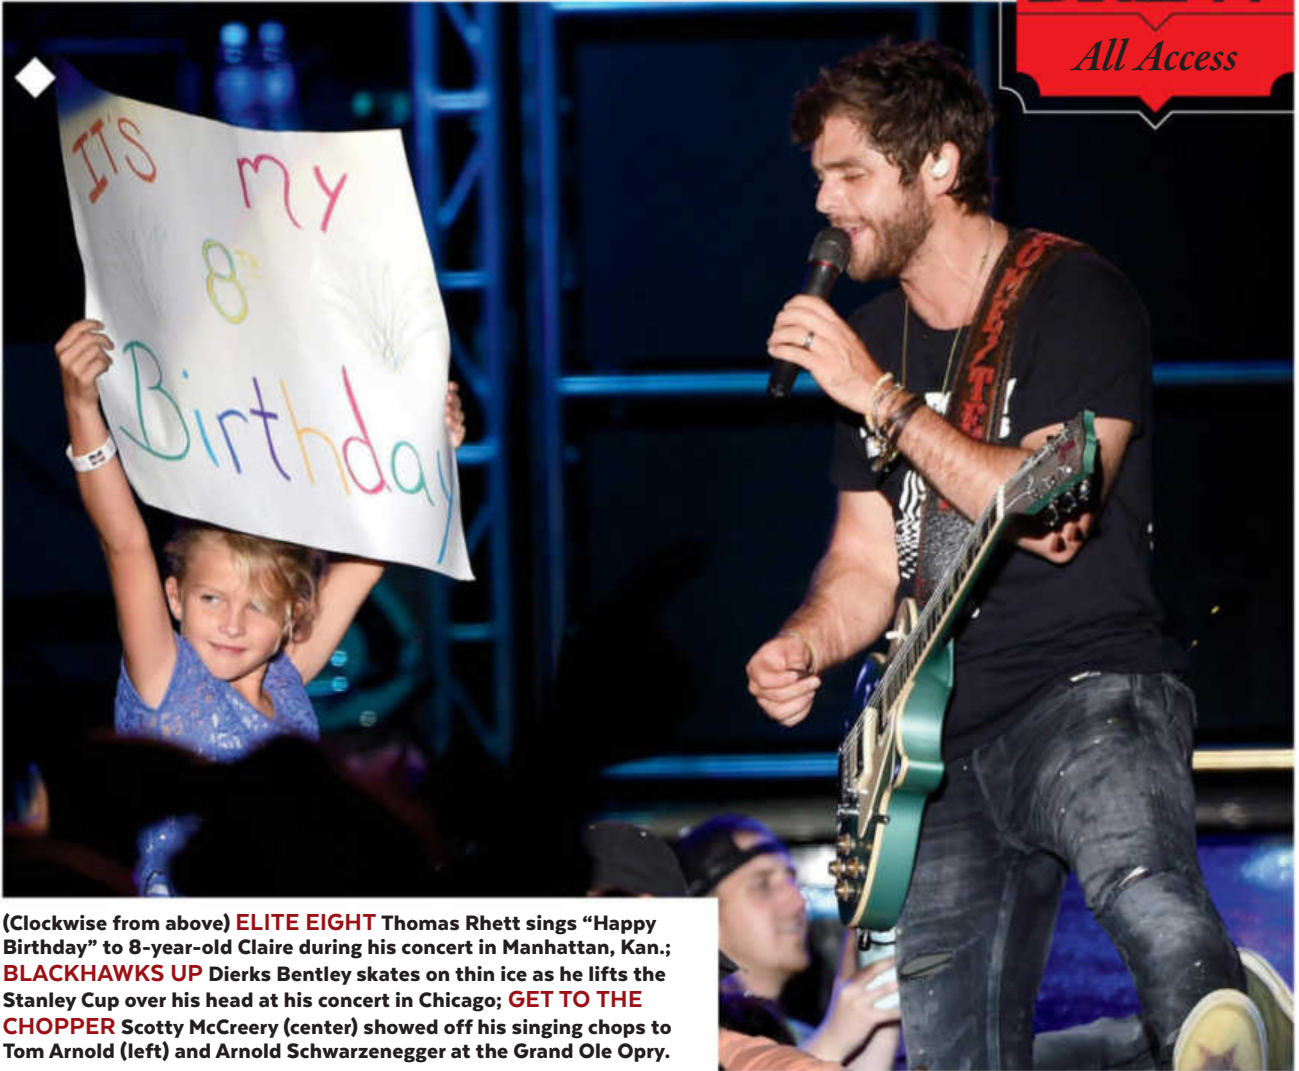 All Access
IT'S my
8TH
Birthday
(Clockwise from above) ELITE EIGHT Thomas Rhett sings “Happy
Birthday” to 8-year-old Claire during his concert in Manhattan, Kan.;
BLACKHAWKS UP Dierks Bentley skates on thin ice as he lifts the
Stanley Cup over his head at his concert in Chicago; GET TO THE
CHOPPER Scotty McCreery (center) showed off his singing chops to
Tom Arnold (left) and Arnold Schwarzenegger at the Grand Ole Opry.